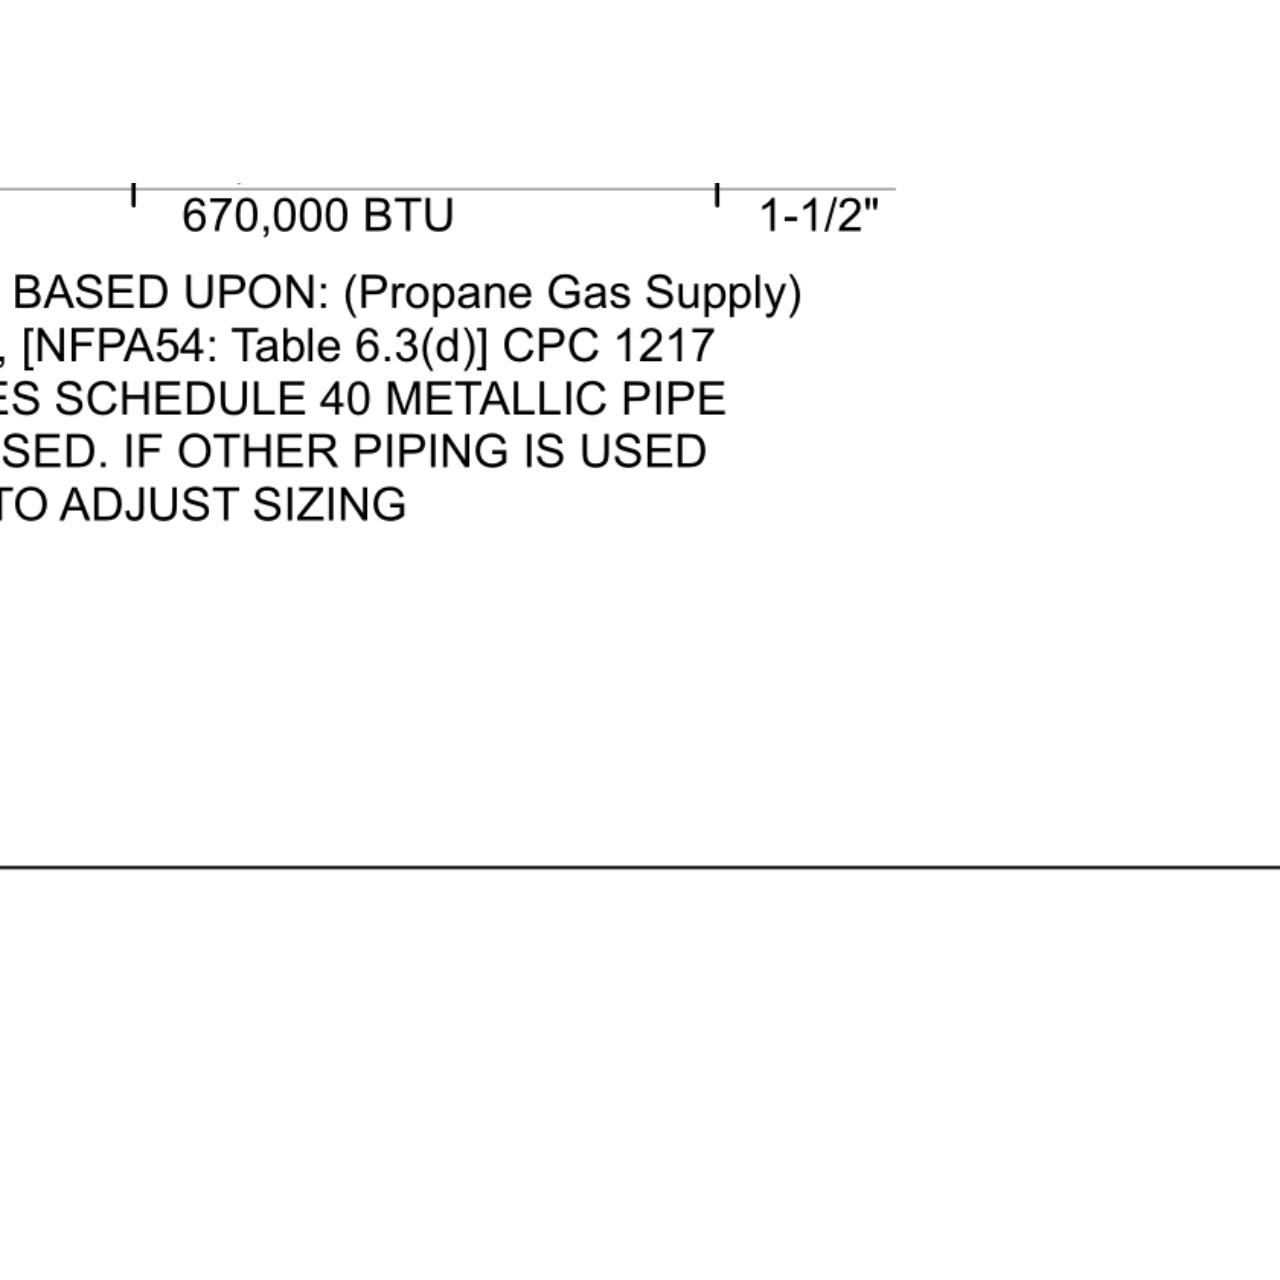 670,000 BTU 1-1/2"
BASED UPON: (Propane Gas Supply)
, [NFPA54: Table 6.3(d)] CPC 1217
ES SCHEDULE 40 METALLIC PIPE
SED. IF OTHER PIPING IS USED
TO ADJUST SIZING